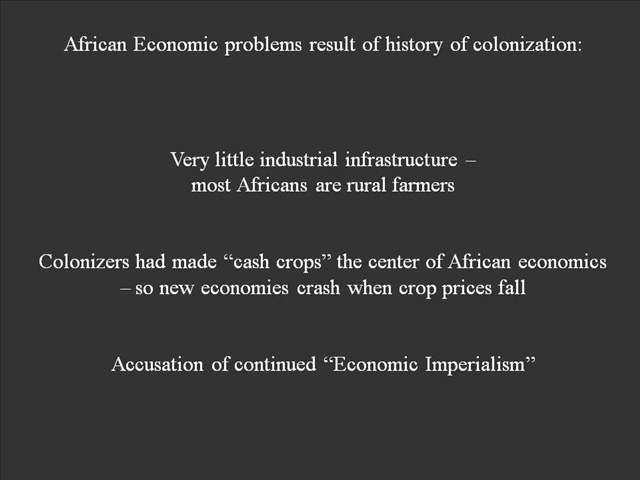 African Economic problems result of history of colonization:
Very little industrial infrastructure –
most Africans are rural farmers
Colonizers had made “cash crops” the center of African economics
– so new economies crash when crop prices fall
Accusation of continued “Economic Imperialism”